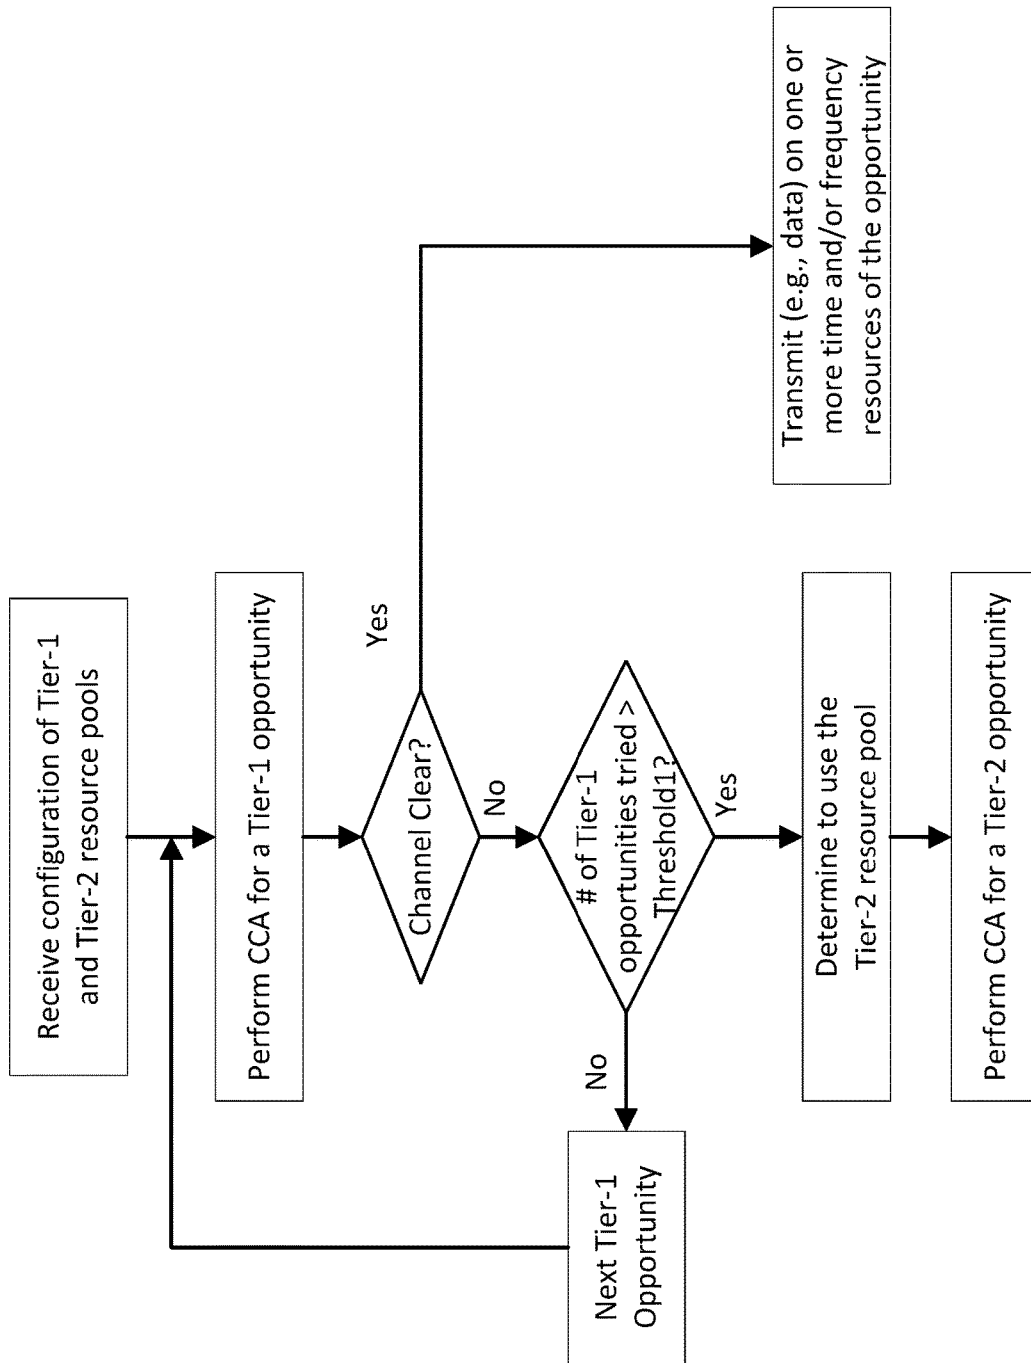 Receive configuration of Tier-1
and Tier-2 resource pools
Perform CCA for a Tier-1 opportunity
Channel Clear?
Yes
No
Transmit (e.g., data) on one or
more time and/or frequency
resources of the opportunity
# of Tier-1
opportunities tried >
Threshold1?
No
Next Tier-1
Opportunity
Yes
Determine to use the
Tier-2 resource pool
Perform CCA for a Tier-2 opportunity